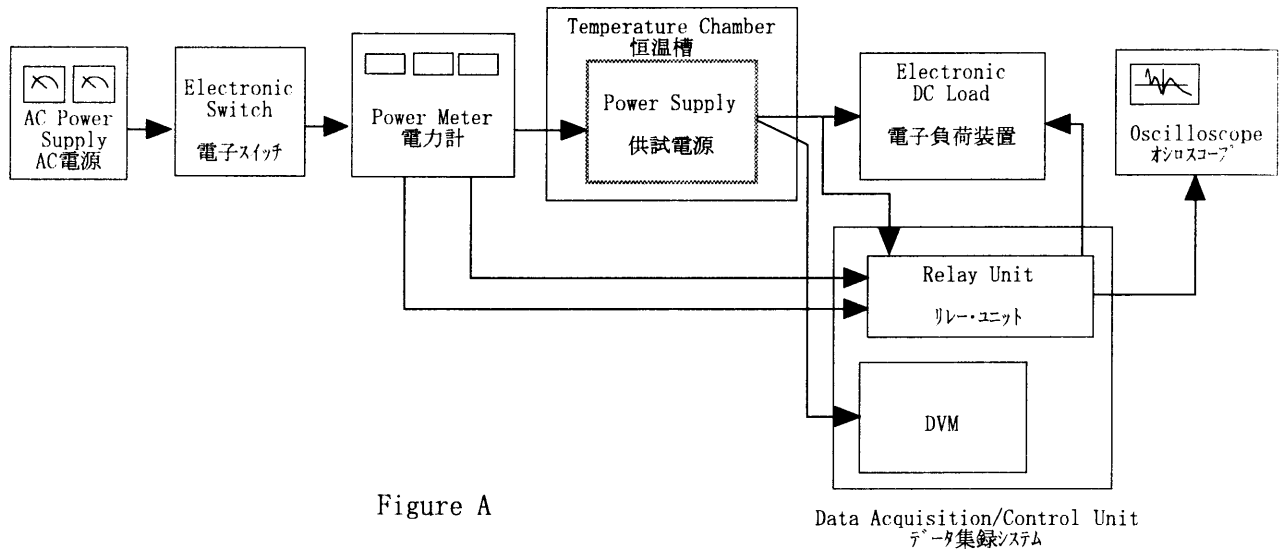 AC Power
Supply
AC電源
Electronic
Switch
電子スイッチ
Power Meter
電力計
Temperature Chamber
恒温槽
Power Supply
供試電源
Electronic
DC Load
電子負荷装置
Oscilloscope
オシロスコープ
Relay Unit
リレー・ユニット
DVM
Figure A
Data Acquisition/Control Unit
データ集録システム